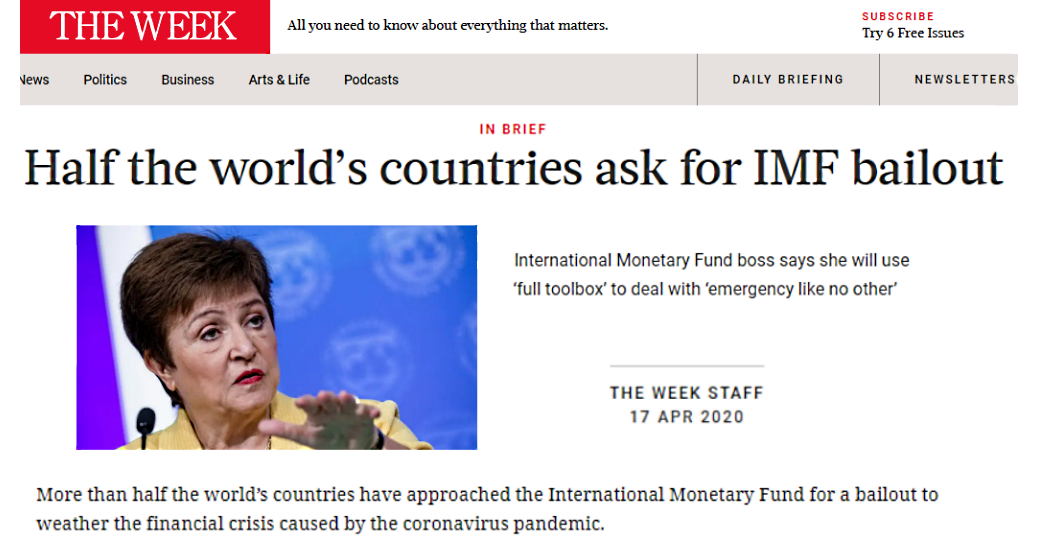 THE WEEK
All you need to know about everything that matters.
SUBSCRIBE
Try 6 Free Issues
News
Politics
Business
Arts & Life
Podcasts
DAILY BRIEFING
NEWSLETTERS
IN BRIEF
Half the world’s countries ask for IMF bailout
International Monetary Fund boss says she will use
‘full toolbox’ to deal with ‘emergency like no other’
THE WEEK STAFF
17 APR 2020
More than half the world’s countries have approached the International Monetary Fund for a bailout to
weather the financial crisis caused by the coronavirus pandemic.